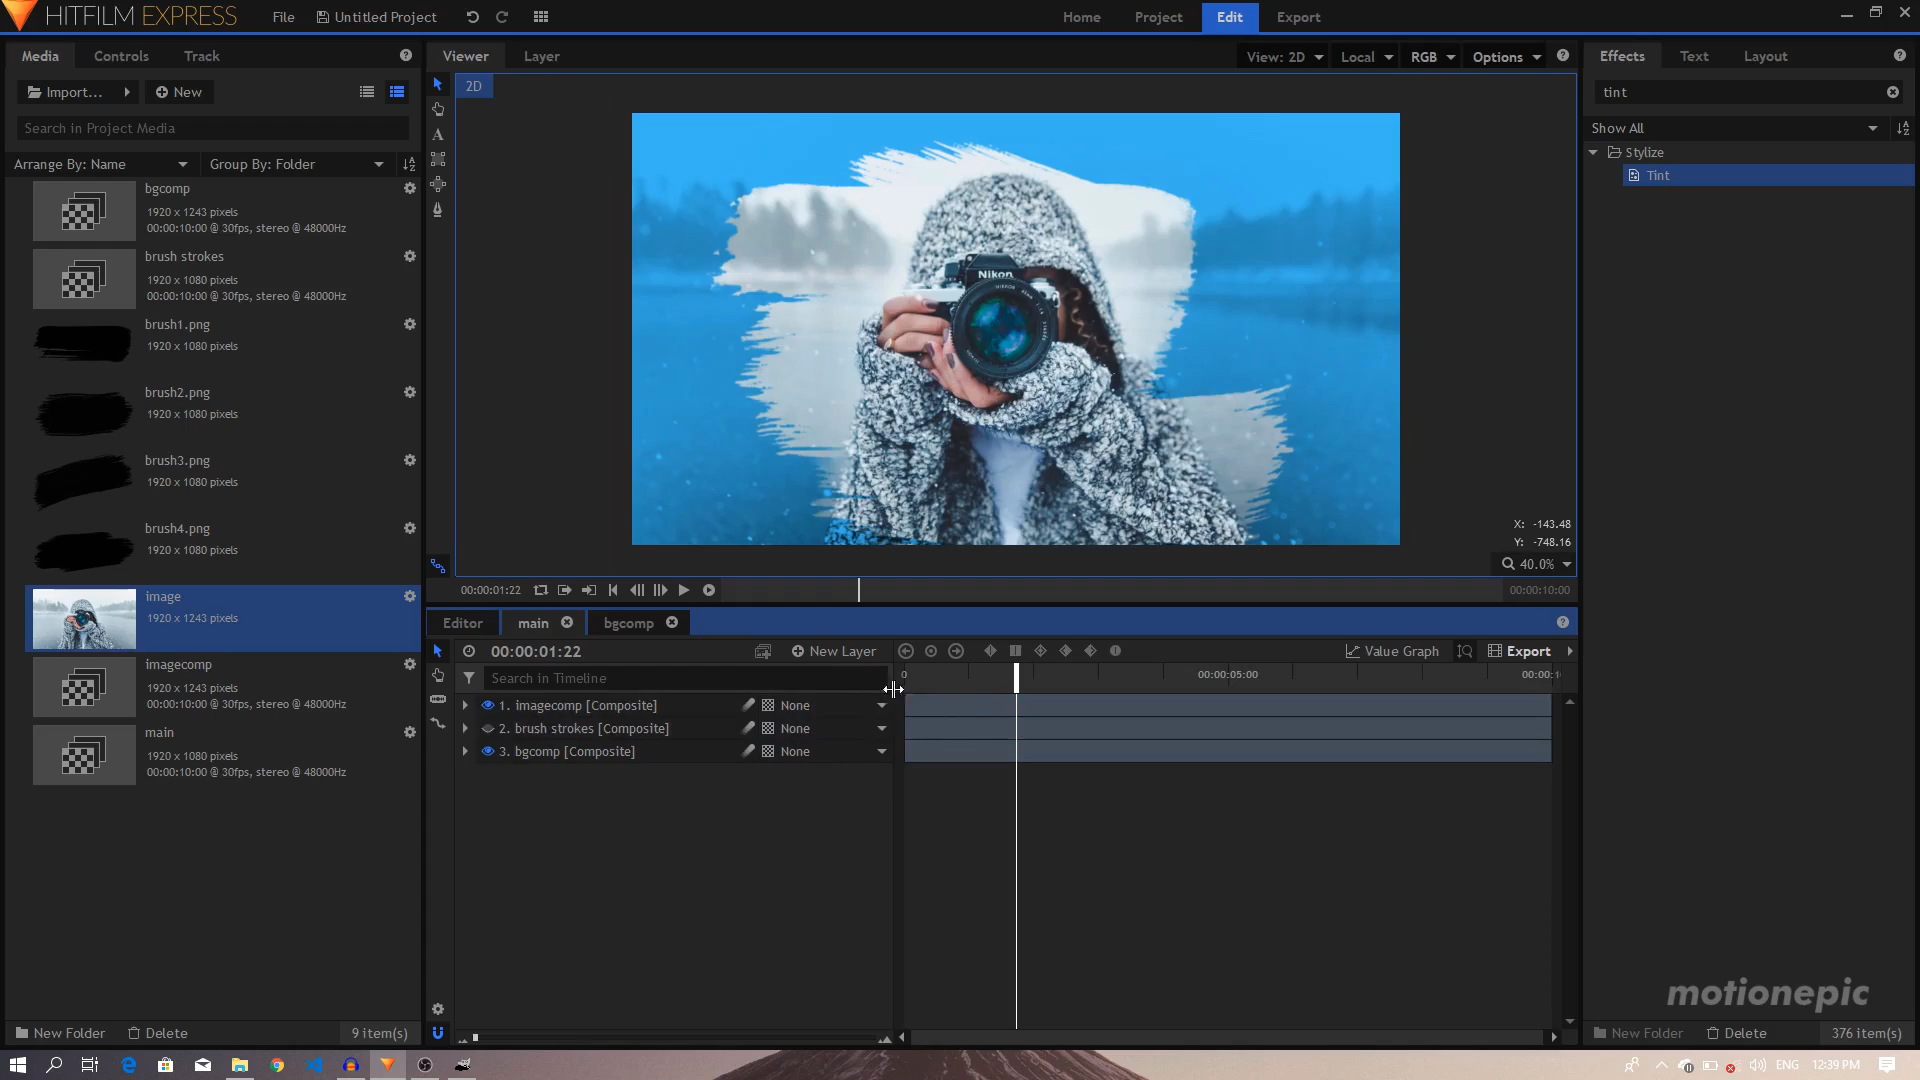 HITFILM EXPRESS
File
Untitled Project
Home
Project
Edit
Export
Media
Controls
Track
Import...
New
Search in Project Media
Arrange By: Name
Group By: Folder
bgcomp
1920 x 1243 pixels
00:00:10:00 @ 30fps, stereo @ 48000Hz
brush strokes
1920 x 1080 pixels
00:00:10:00 @ 30fps, stereo @ 48000Hz
brush1.png
1920 x 1080 pixels
brush2.png
1920 x 1080 pixels
brush3.png
1920 x 1080 pixels
brush4.png
1920 x 1080 pixels
image
1920 x 1243 pixels
imagecomp
1920 x 1243 pixels
00:00:10:00 @ 30fps, stereo @ 48000Hz
main
1920 x 1080 pixels
00:00:10:00 @ 30fps, stereo @ 48000Hz
New Folder
Delete
9 item(s)
Viewer
Layer
View: 2D
Local
RGB
Options
2D
Nikon
X: -143.48
Y: -748.16
40.0%
00:00:01:22
00:00:10:00
Editor
main
bgcomp
00:00:01:22
New Layer
Value Graph
Export
Search in Timeline
0
00:00:05:00
00:00:1
1. imagecomp [Composite]
None
2. brush strokes [Composite]
None
3. bgcomp [Composite]
None
Effects
Text
Layout
tint
Show All
Stylize
Tint
motionepic
New Folder
Delete
376 item(s)
ENG
12:39 PM